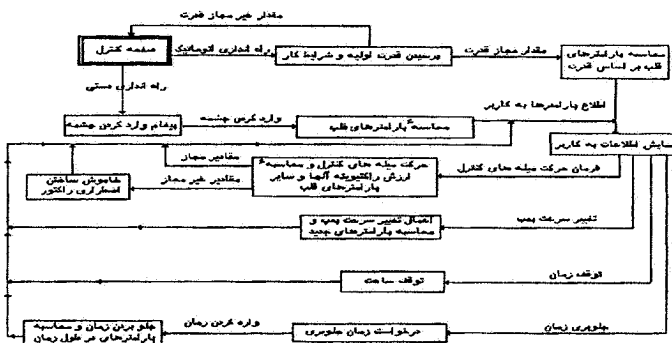 مقدار غیر مجاز قدرت
صفحه کنترل
راه اندازی اتوماتیک
پرسیدن قدرت اولیه و شرایط کار
مقدار مجاز قدرت
محاسبه پارامترهای
قلب بر اساس قدرت
راه اندازی دستی
اطلاع پارامترها به کاربر
پیغام وارد کردن چشمه
وارد کردن چشمه
محاسبه پارامترهای قلب
نمایش اطلاعات به کاربر
فرمان حرکت میله های کنترل
حرکت میله های کنترل و محاسبه
ارزش راکتیویته آنها و سایر
پارامترهای قلب
مقادیر مجاز
مقادیر غیر مجاز
خاموش ساختن
اضطراری راکتور
تغییر سرعت پمپ
اعمال تغییر سرعت پمپ و
محاسبه پارامترهای جدید
توقف زمان
توقف ساعت
جلوبری زمان
درخواست زمان جلوبری
وارد کردن زمان
جلو بردن زمان و محاسبه
پارامترهای در طول زمان